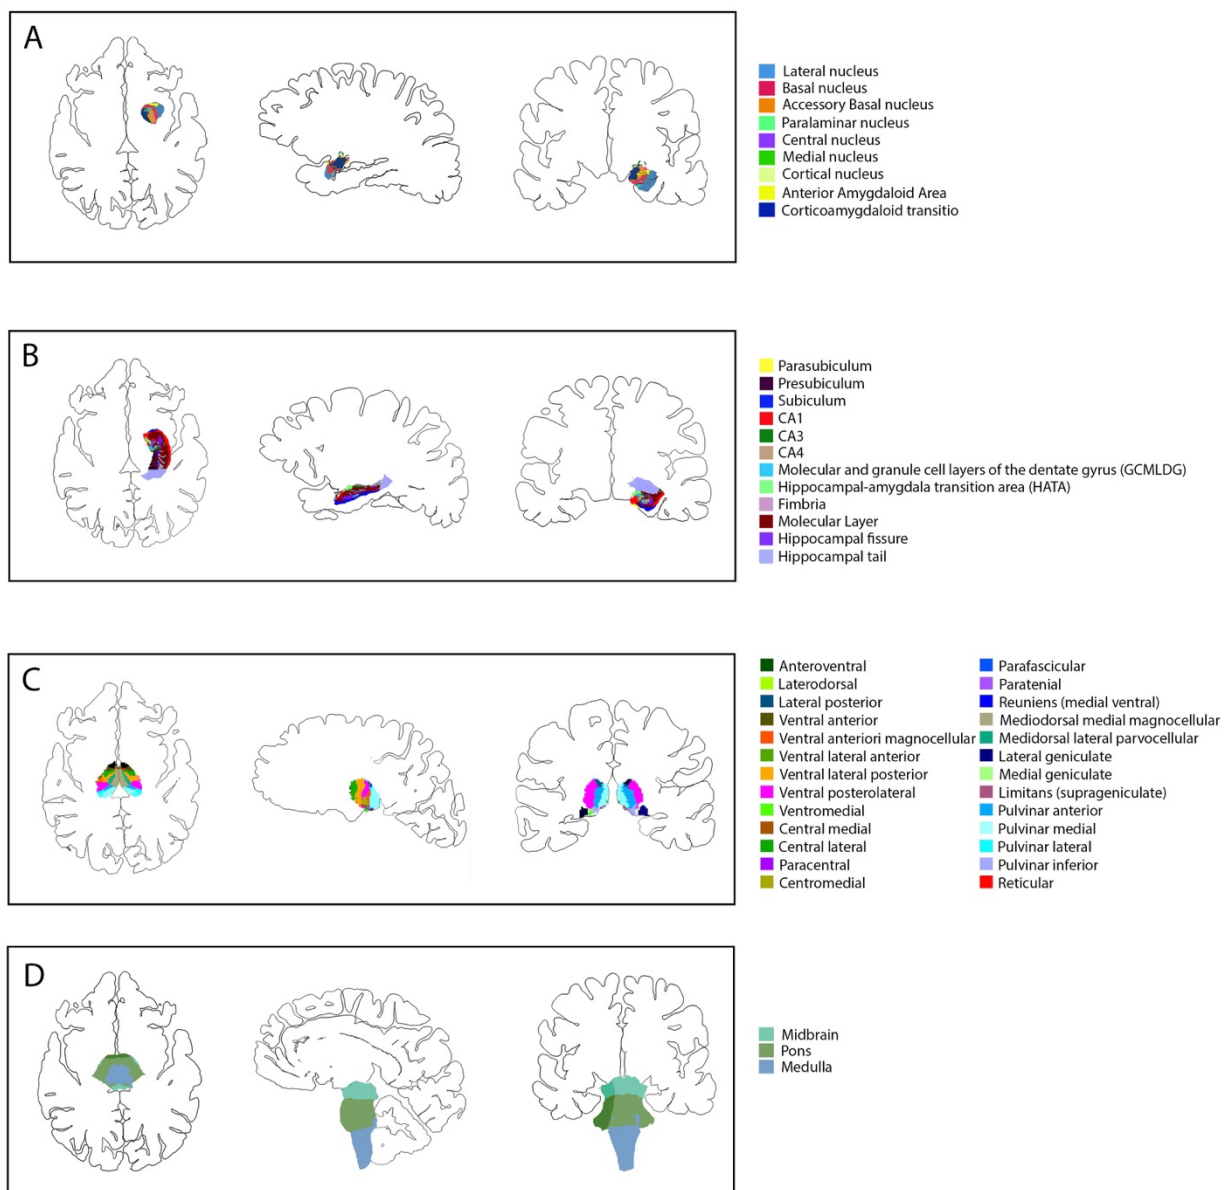 A
Lateral nucleus
Basal nucleus
Accessory Basal nucleus
Paralaminar nucleus
Central nucleus
Medial nucleus
Cortical nucleus
Anterior Amygdaloid Area
Corticoamygdaloid transitio
B
Parasubiculum
Presubiculum
Subiculum
CA1
CA3
CA4
Molecular and granule cell layers of the dentate gyrus (GCMLDG)
Hippocampal-amygdala transition area (HATA)
Fimbria
Molecular Layer
Hippocampal fissure
Hippocampal tail
C
Anteroventral
Laterodorsal
Lateral posterior
Ventral anterior
Ventral anteriori magnocellular
Ventral lateral anterior
Ventral lateral posterior
Ventral posterolateral
Ventromedial
Central medial
Central lateral
Paracentral
Centromedial
Parafascicular
Paratenial
Reuniens (medial ventral)
Mediodorsal medial magnocellular
Medidorsal lateral parvocellular
Lateral geniculate
Medial geniculate
Limitans (suprageniculate)
Pulvinar anterior
Pulvinar medial
Pulvinar lateral
Pulvinar inferior
Reticular
D
Midbrain
Pons
Medulla